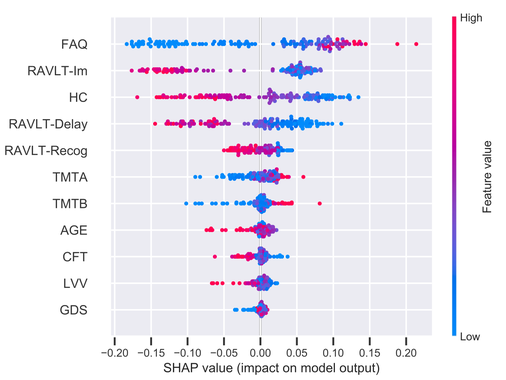 High
FAQ
RAVLT-Im
HC
RAVLT-Delay
RAVLT-Recog
TMTA
TMTB
AGE
CFT
LVV
GDS
Feature value
Low
−0.20 −0.15 −0.10 −0.05 0.00 0.05 0.10 0.15 0.20
SHAP value (impact on model output)